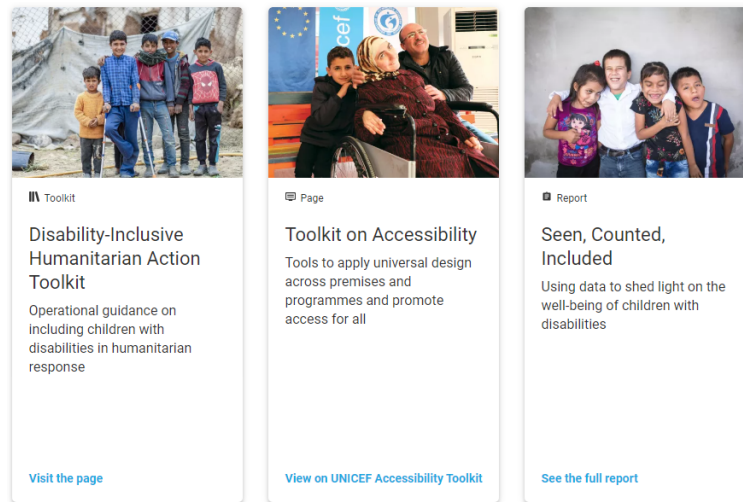 cef
Toolkit
Disability-Inclusive
Humanitarian Action
Toolkit
Operational guidance on
including children with
disabilities in humanitarian
response
Visit the page
Page
Toolkit on Accessibility
Tools to apply universal design
across premises and
programmes and promote
access for all
View on UNICEF Accessibility Toolkit
Report
Seen, Counted,
Included
Using data to shed light on the
well-being of children with
disabilities
See the full report